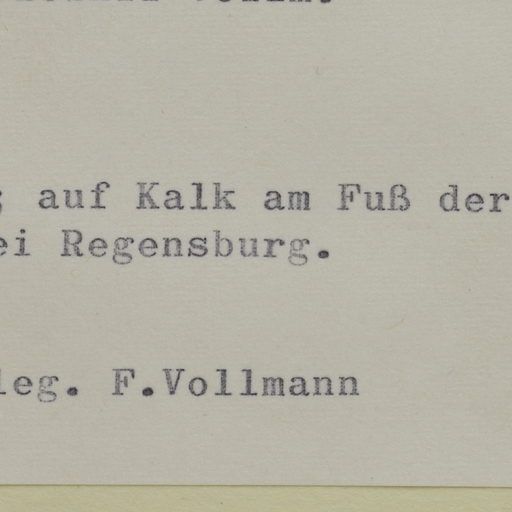 ; auf Kalk am Fuß der
ei Regensburg.
leg. F.Vollmann